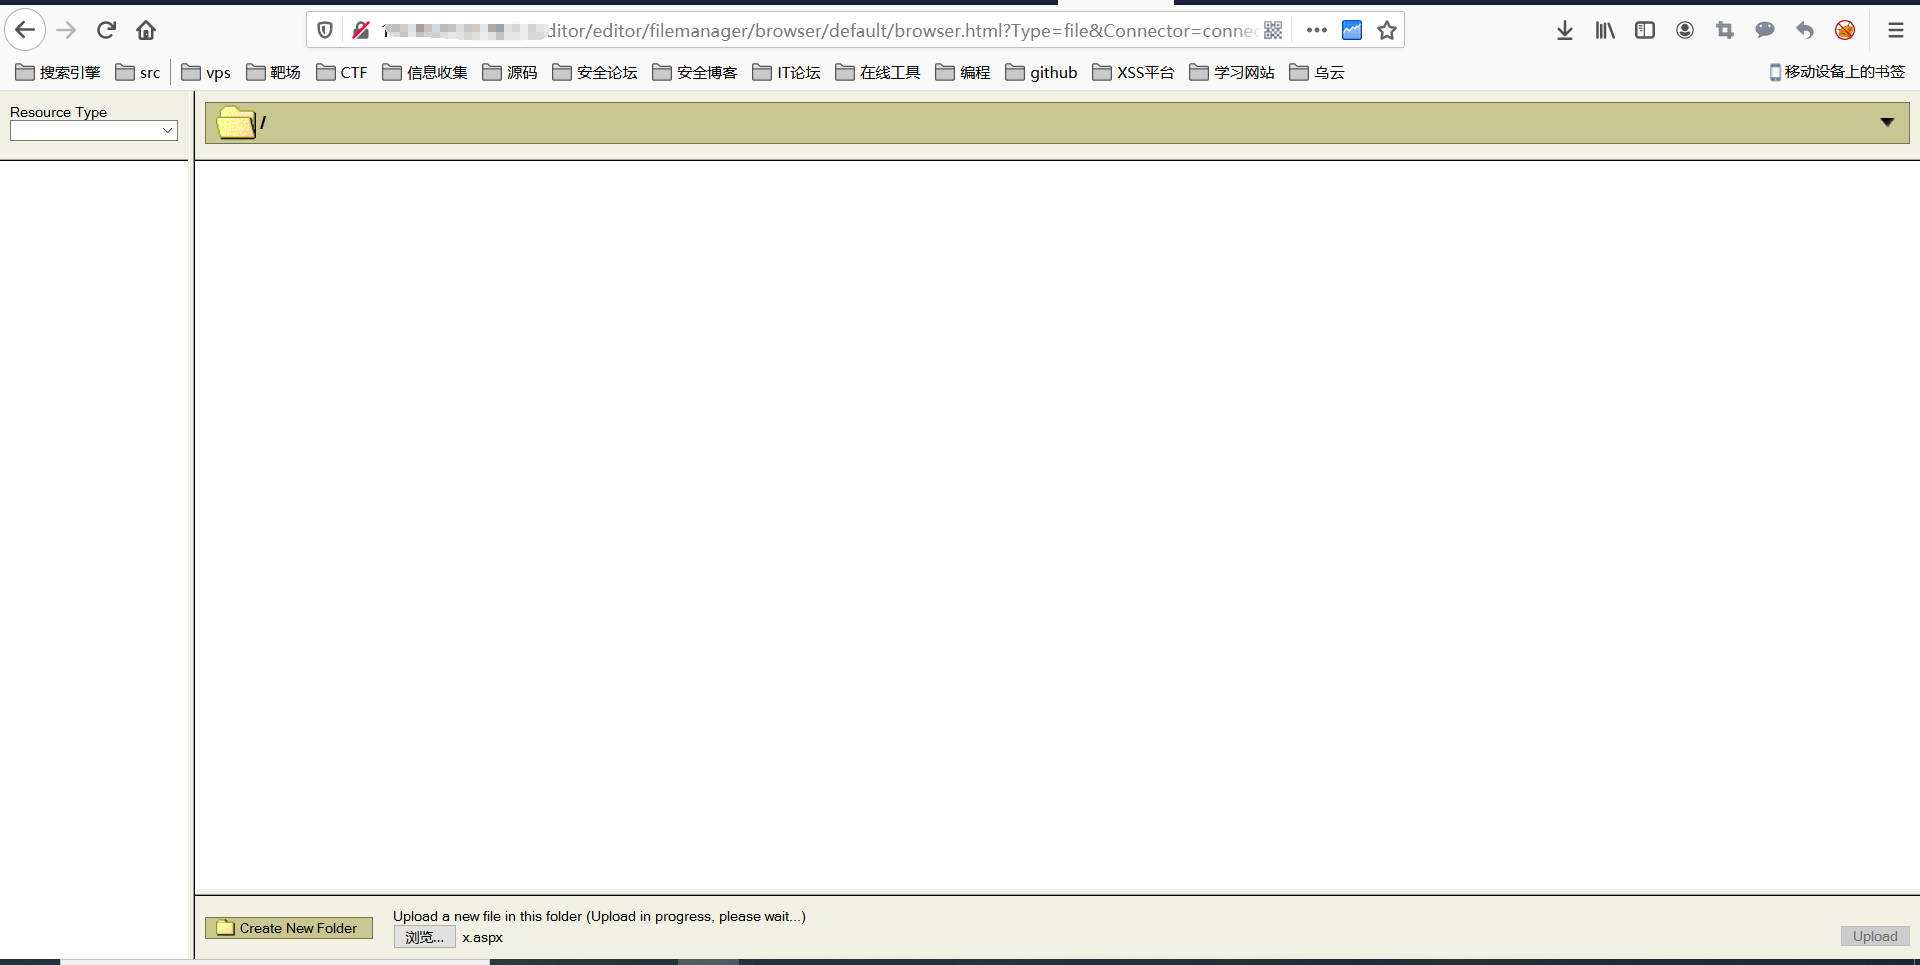 ditor/editor/filemanager/browser/default/browser.html?Type=file&Connector=connec
搜索引擎 src vps 靶场 CTF 信息收集 源码 安全论坛 安全博客 IT论坛 在线工具 编程 github XSS平台 学习网站 乌云 移动设备上的书签
Resource Type
/
Upload a new file in this folder (Upload in progress, please wait...)
Create New Folder 浏览... x.aspx Upload